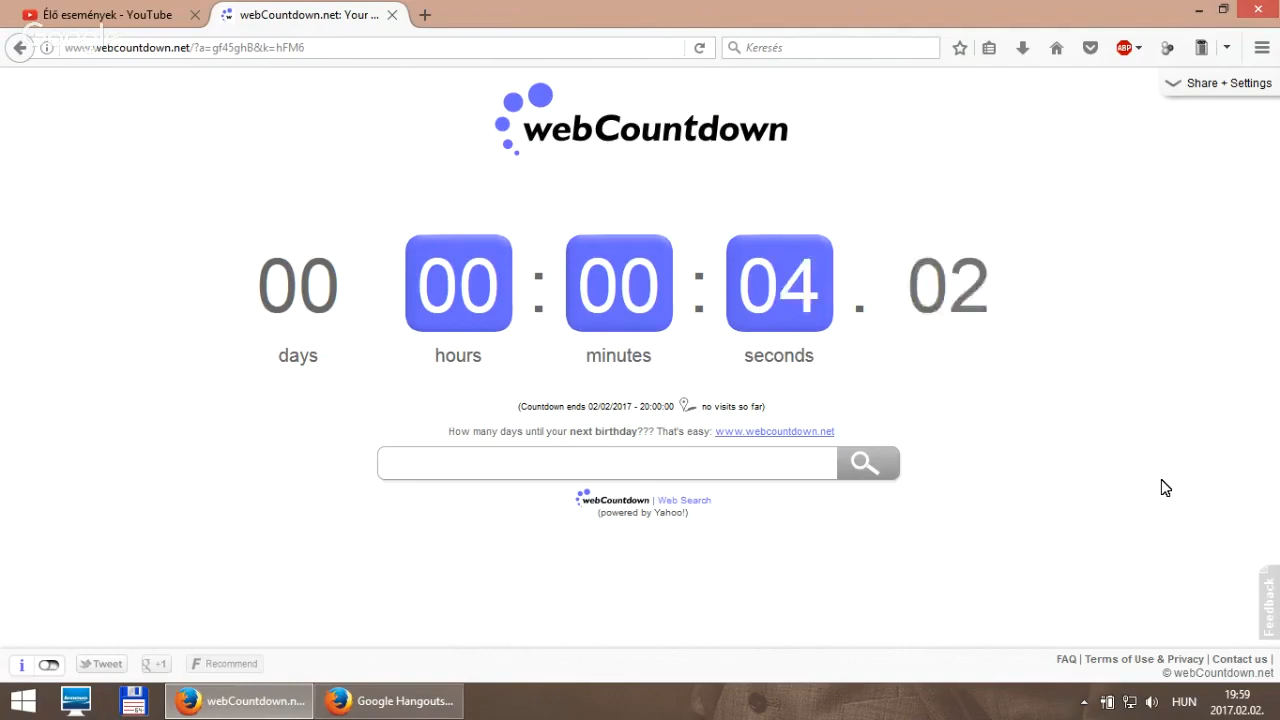 Élő események - YouTube
webCountdown.net: Your ...
www.webcountdown.net/?a=gf45ghB&k=hFM6
Keresés
ABP
Share + Settings
webCountdown
00 00 : 00 : 04 . 02
days hours minutes seconds
(Countdown ends 02/02/2017 - 20:00:00 no visits so far)
How many days until your next birthday??? That's easy: www.webcountdown.net
webCountdown | Web Search
(powered by Yahoo!)
Feedback
i Tweet g +1 F Recommend
FAQ | Terms of Use & Privacy | Contact us |
© webCountdown.net
Lenovo 64 webCountdown.n... Google Hangouts... HUN 19:59
2017.02.02.